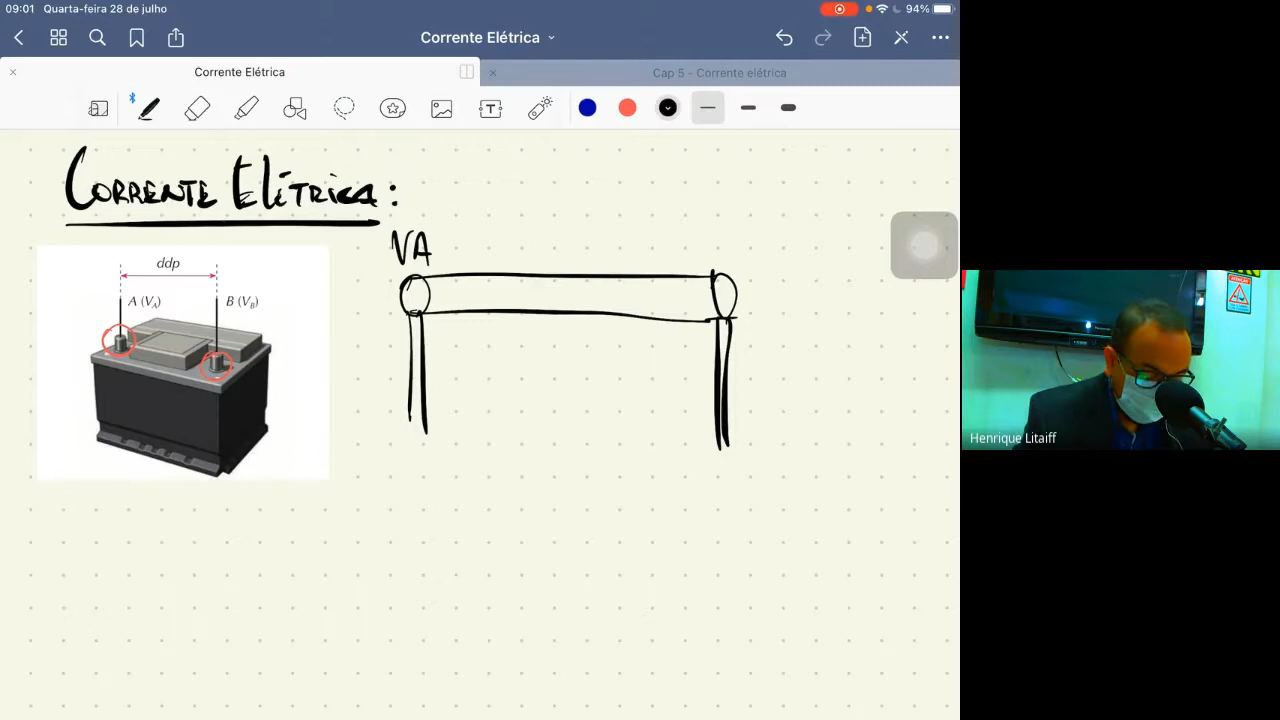 09:01 Quarta-feira 28 de julho
94%
Corrente Elétrica
Corrente Elétrica
Cap 5 - Corrente elétrica
T
CORRENTE ELÉTRICA:
VA
ddp
A (VA)
B (VB)
Henrique Litaiff